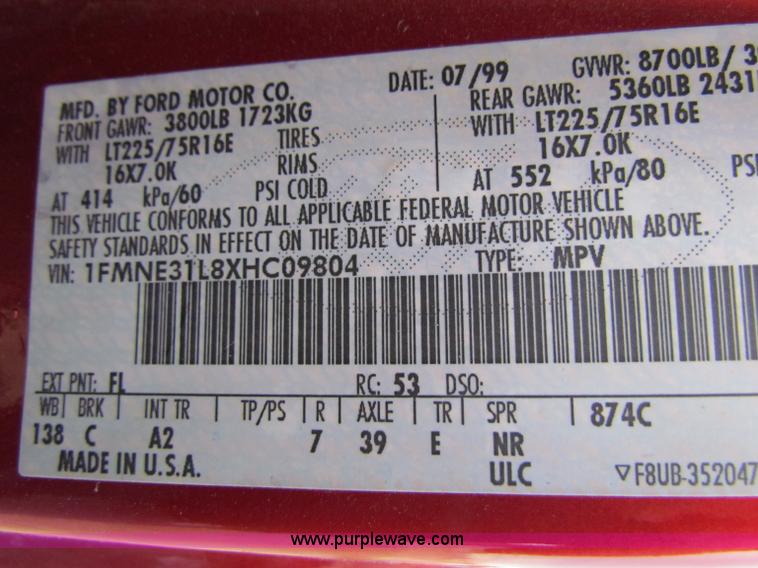 MFD. BY FORD MOTOR CO. DATE: 07/99 GVWR: 8700LB/
FRONT GAWR: 3800LB 1723KG REAR GAWR: 5360LB 2431
WITH LT225/75R16E TIRES WITH LT225/75R16E
16X7.0K RIMS 16X7.0K
AT 414 kPa/60 PSI COLD AT 552 kPa/80 PSI
THIS VEHICLE CONFORMS TO ALL APPLICABLE FEDERAL MOTOR VEHICLE
SAFETY STANDARDS IN EFFECT ON THE DATE OF MANUFACTURE SHOWN ABOVE.
VIN: 1FMNE31L8XHC09804 TYPE: MPV
EXT PNT: FL RC: 53 DSO:
WB BRK INT TR TP/PS R AXLE TR SPR 874C
138 C A2 7 39 E NR
MADE IN U.S.A. ULC ▽F8UB-352047
www.purplewave.com